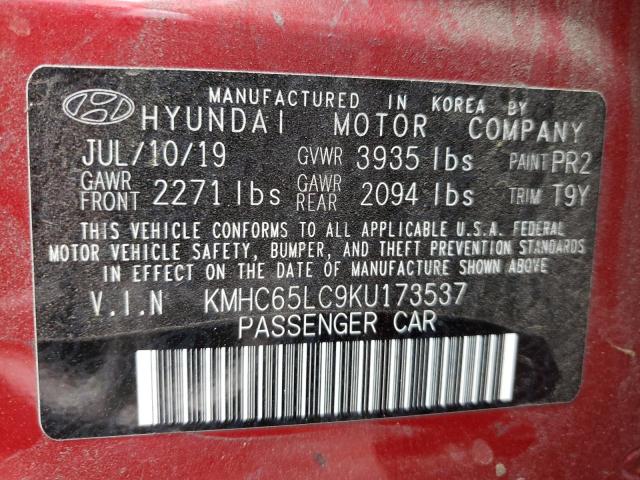 MANUFACTURED IN KOREA BY
HYUNDAI MOTOR COMPANY
JUL/10/19 GVWR 3935 lbs PAINT PR2
GAWR FRONT 2271 lbs GAWR REAR 2094 lbs TRIM T9Y
THIS VEHICLE CONFORMS TO ALL APPLICABLE U.S.A. FEDERAL
MOTOR VEHICLE SAFETY, BUMPER, AND THEFT PREVENTION STANDARDS
IN EFFECT ON THE DATE OF MANUFACTURE SHOWN ABOVE.
V.I.N KMHC65LC9KU173537
PASSENGER CAR